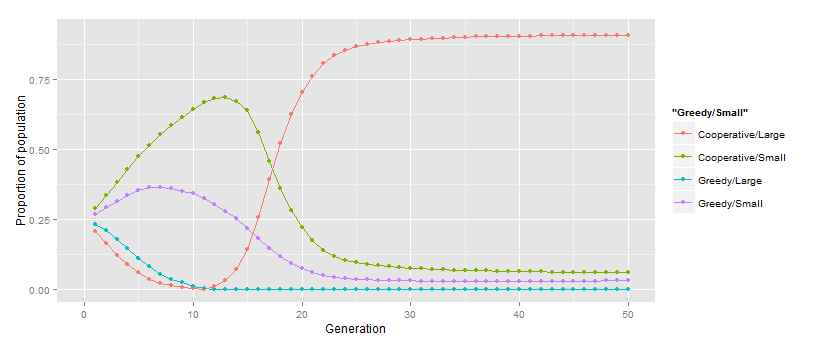 Proportion of population
0.75
0.50
0.25
0.00
0
10
20
30
40
50
Generation
"Greedy/Small"
Cooperative/Large
Cooperative/Small
Greedy/Large
Greedy/Small